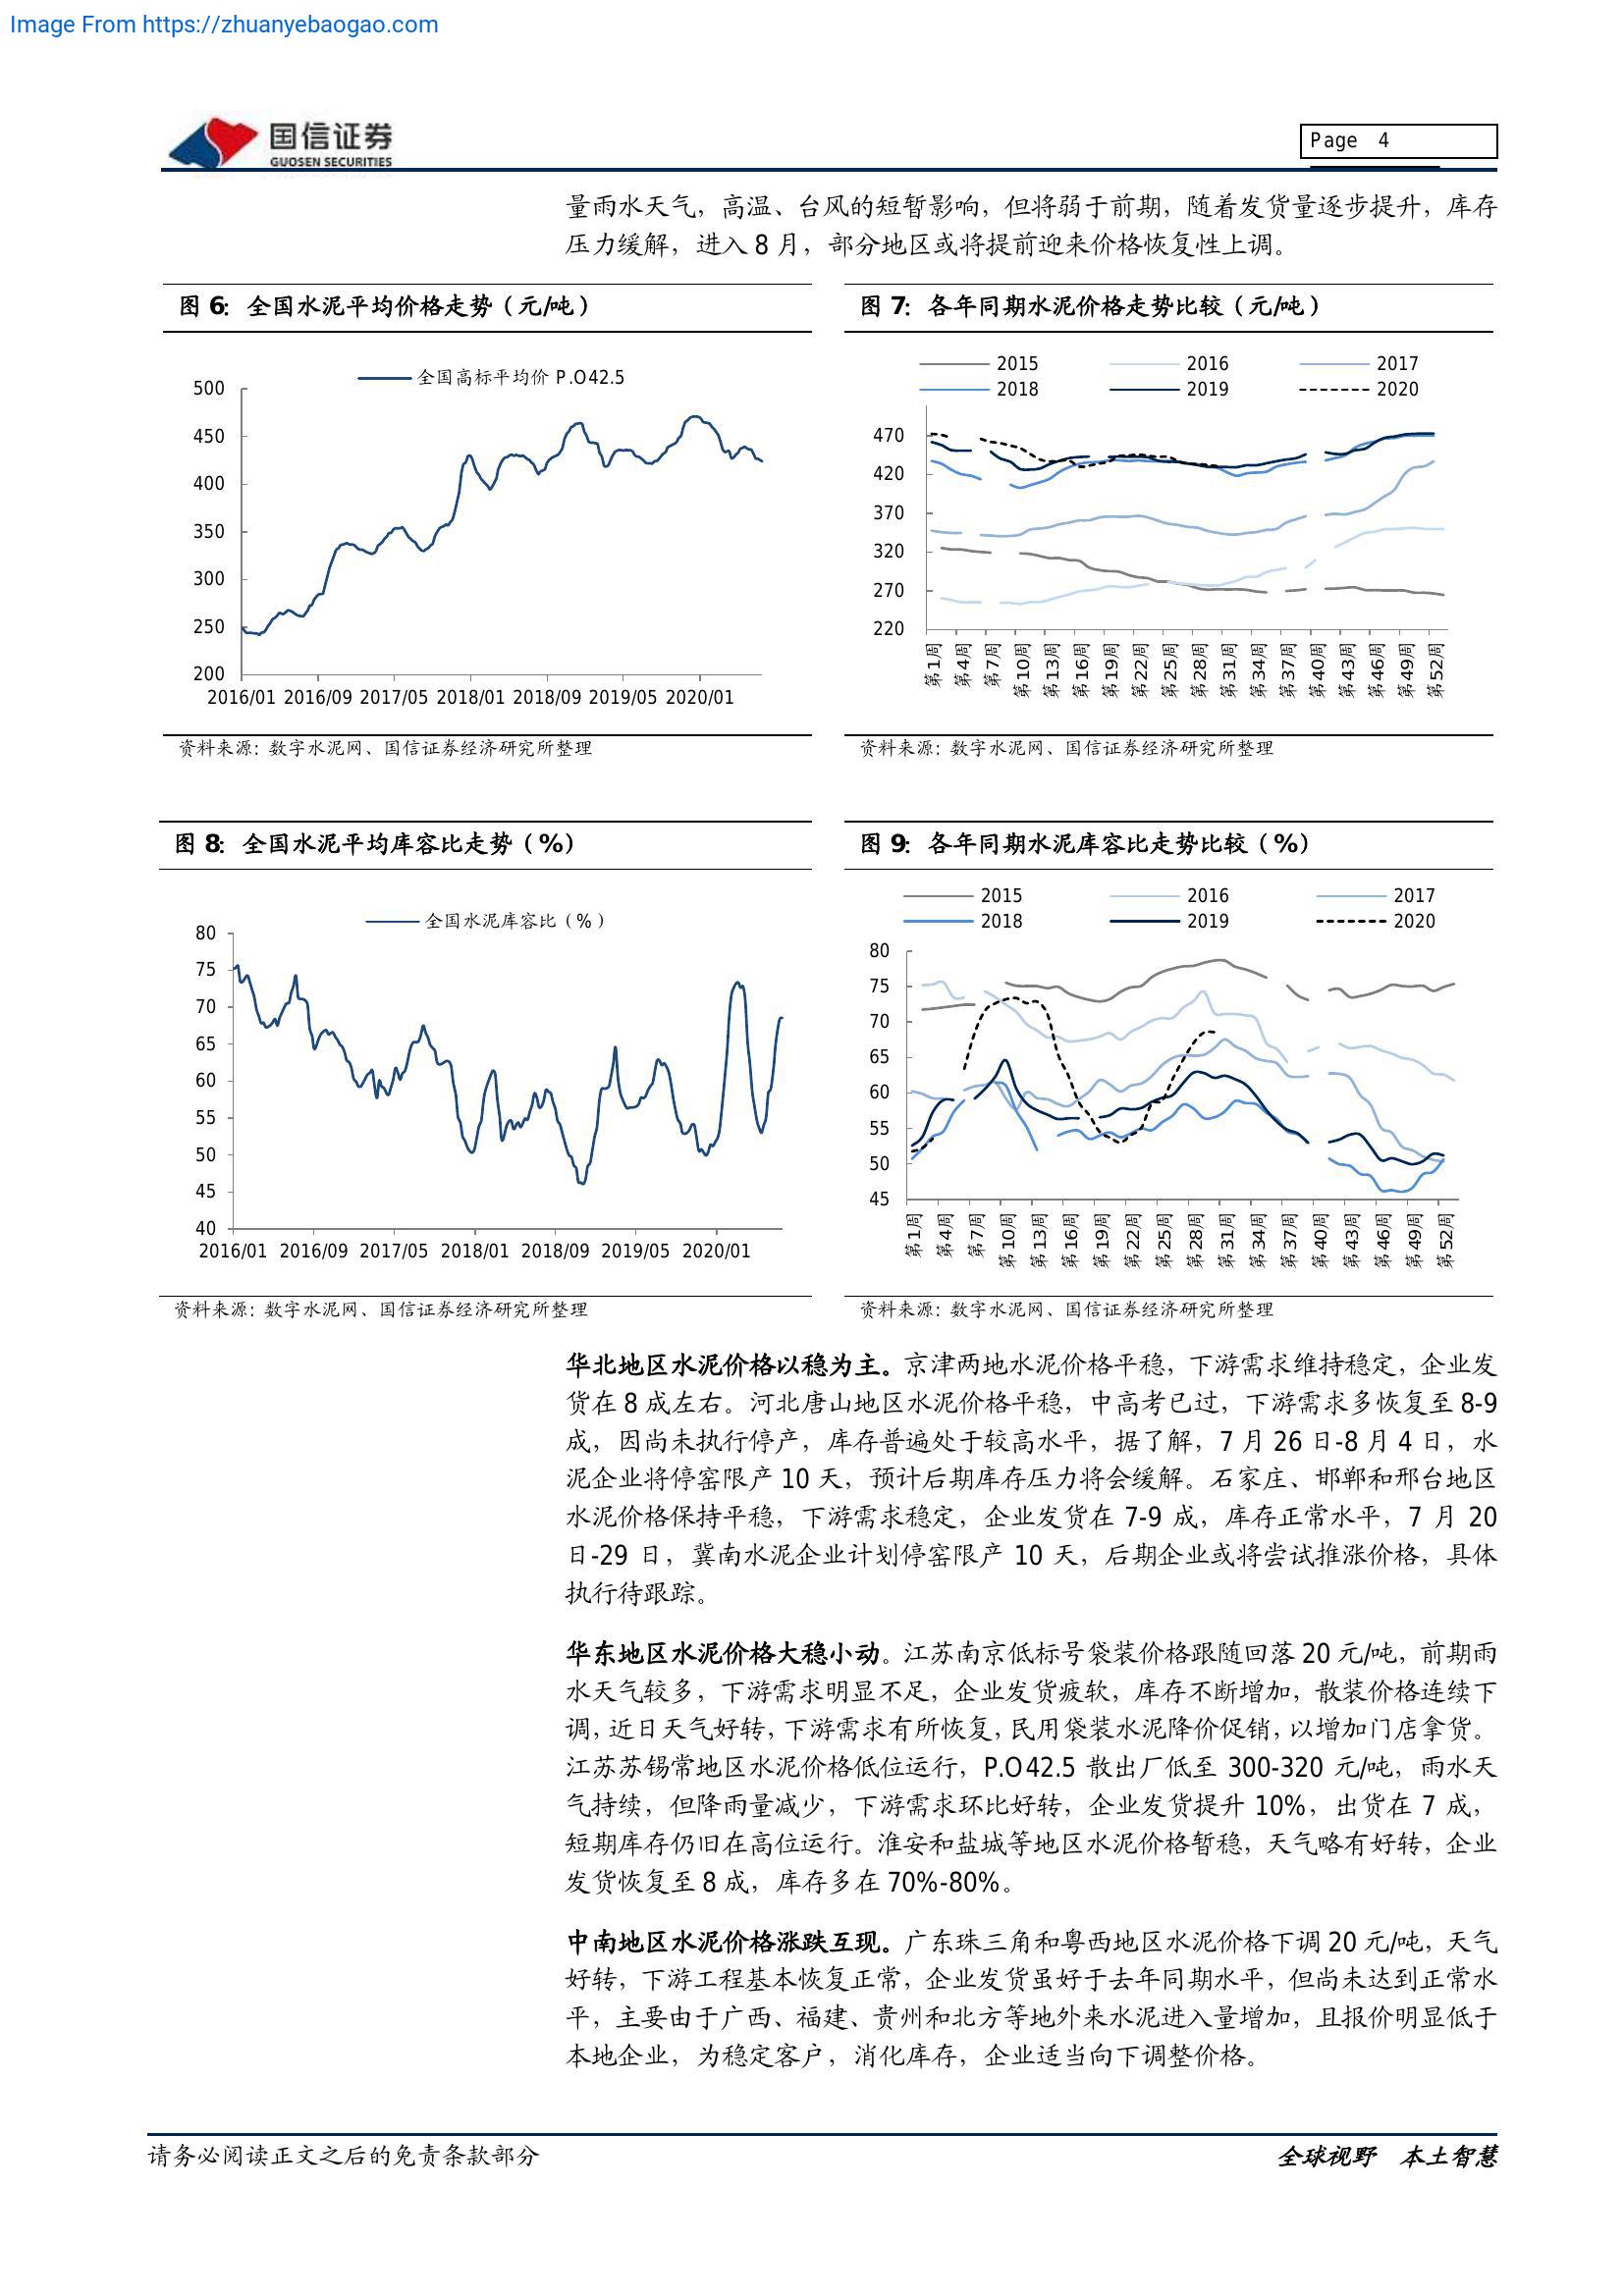 Image From https://zhuanyebaogao.com
国信证券
GUOSEN SECURITIES
Page 4
量雨水天气，高温、台风的短暂影响，但将弱于前期，随着发货量逐步提升，库存
压力缓解，进入 8 月，部分地区或将提前迎来价格恢复性上调。
图 6：全国水泥平均价格走势（元/吨）
全国高标平均价 P.O42.5
500
450
400
350
300
250
200
2016/01 2016/09 2017/05 2018/01 2018/09 2019/05 2020/01
资料来源：数字水泥网、国信证券经济研究所整理
图 7：各年同期水泥价格走势比较（元/吨）
2015 2016 2017
2018 2019 2020
470
420
370
320
270
220
第1周 第4周 第7周 第10周 第13周 第16周 第19周 第22周 第25周 第28周 第31周 第34周 第37周 第40周 第43周 第46周 第49周 第52周
资料来源：数字水泥网、国信证券经济研究所整理
图 8：全国水泥平均库容比走势（%）
全国水泥库容比（%）
80
75
70
65
60
55
50
45
40
2016/01 2016/09 2017/05 2018/01 2018/09 2019/05 2020/01
资料来源：数字水泥网、国信证券经济研究所整理
图 9：各年同期水泥库容比走势比较（%）
2015 2016 2017
2018 2019 2020
80
75
70
65
60
55
50
45
第1周 第4周 第7周 第10周 第13周 第16周 第19周 第22周 第25周 第28周 第31周 第34周 第37周 第40周 第43周 第46周 第49周 第52周
资料来源：数字水泥网、国信证券经济研究所整理
华北地区水泥价格以稳为主。京津两地水泥价格平稳，下游需求维持稳定，企业发
货在 8 成左右。河北唐山地区水泥价格平稳，中高考已过，下游需求多恢复至 8-9
成，因尚未执行停产，库存普遍处于较高水平，据了解，7 月 26 日-8 月 4 日，水
泥企业将停窑限产 10 天，预计后期库存压力将会缓解。石家庄、邯郸和邢台地区
水泥价格保持平稳，下游需求稳定，企业发货在 7-9 成，库存正常水平，7 月 20
日-29 日，冀南水泥企业计划停窑限产 10 天，后期企业或将尝试推涨价格，具体
执行待跟踪。
华东地区水泥价格大稳小动。江苏南京低标号袋装价格跟随回落 20 元/吨，前期雨
水天气较多，下游需求明显不足，企业发货疲软，库存不断增加，散装价格连续下
调，近日天气好转，下游需求有所恢复，民用袋装水泥降价促销，以增加门店拿货。
江苏苏锡常地区水泥价格低位运行，P.O42.5 散出厂低至 300-320 元/吨，雨水天
气持续，但降雨量减少，下游需求环比好转，企业发货提升 10%，出货在 7 成，
短期库存仍旧在高位运行。淮安和盐城等地区水泥价格暂稳，天气略有好转，企业
发货恢复至 8 成，库存多在 70%-80%。
中南地区水泥价格涨跌互现。广东珠三角和粤西地区水泥价格下调 20 元/吨，天气
好转，下游工程基本恢复正常，企业发货虽好于去年同期水平，但尚未达到正常水
平，主要由于广西、福建、贵州和北方等地外来水泥进入量增加，且报价明显低于
本地企业，为稳定客户，消化库存，企业适当向下调整价格。
请务必阅读正文之后的免责条款部分
全球视野 本土智慧